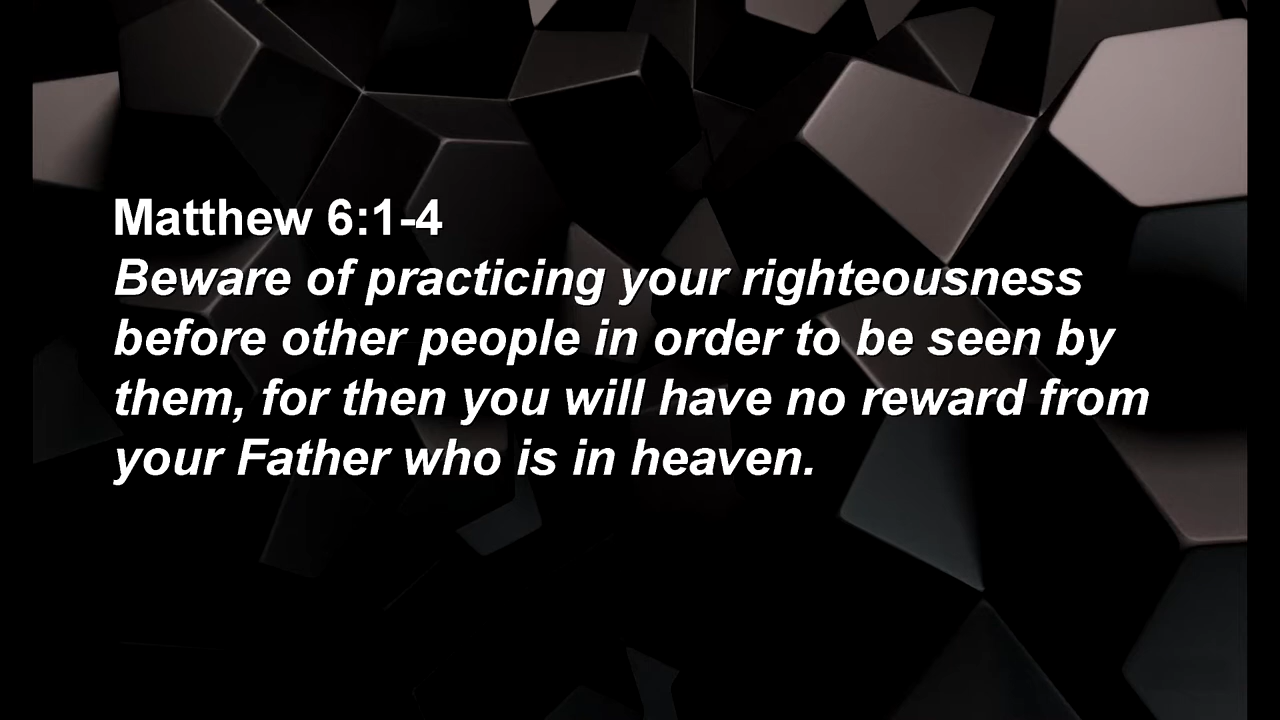 Matthew 6:1-4
Beware of practicing your righteousness
before other people in order to be seen by
them, for then you will have no reward from
your Father who is in heaven.